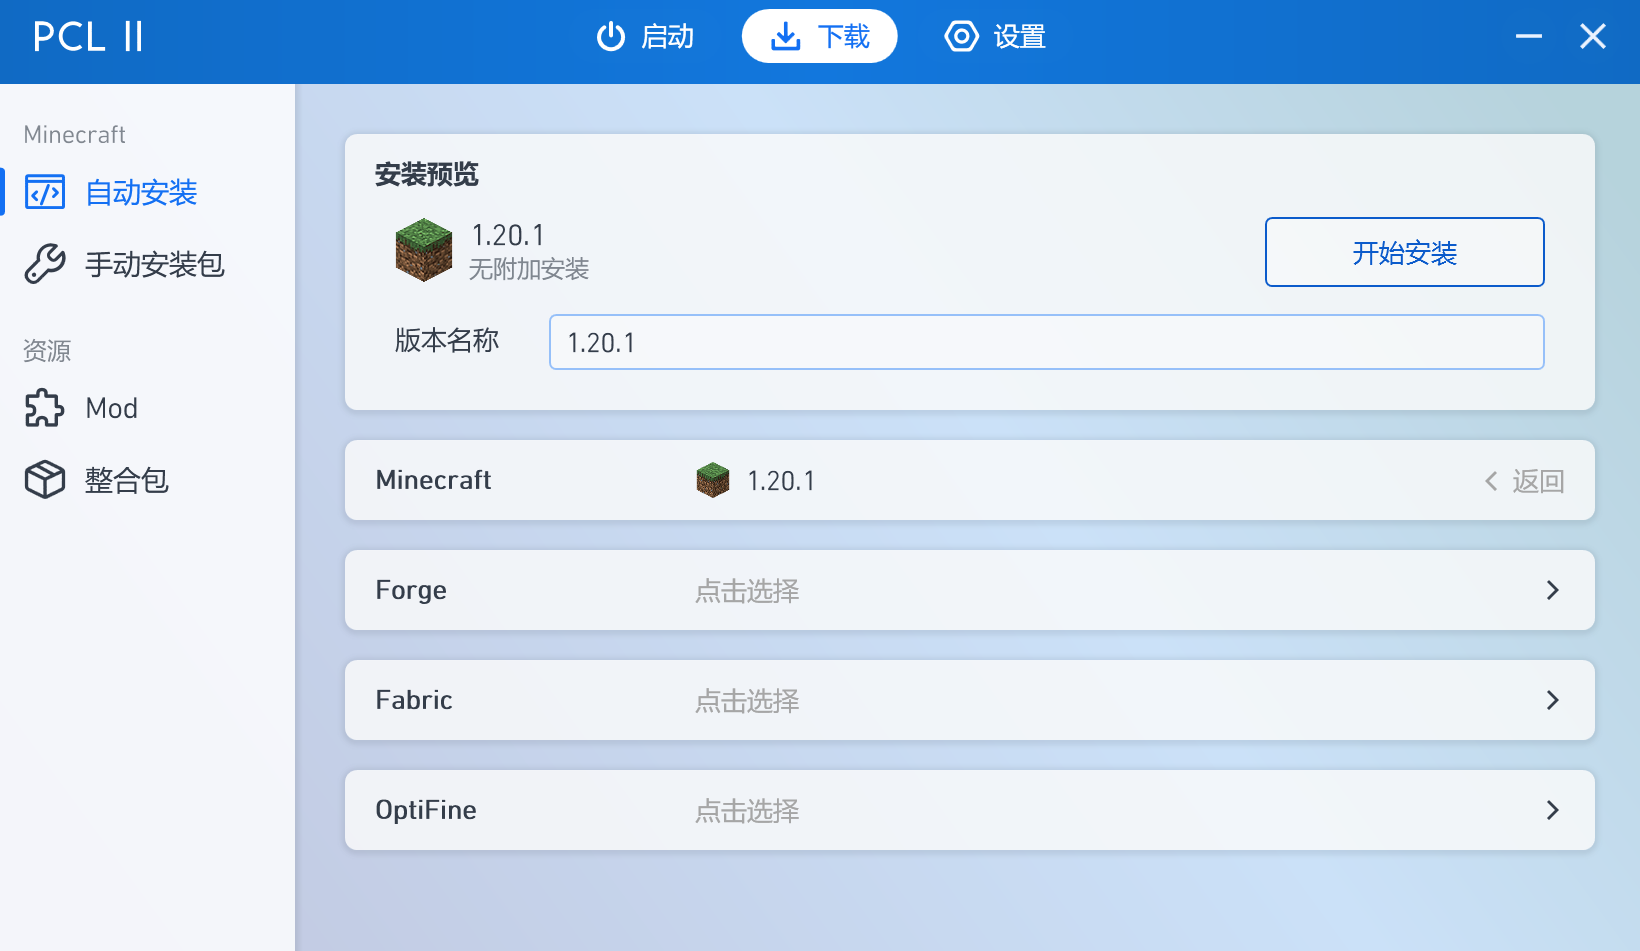 PCL II
启动
下载
设置
Minecraft
自动安装
手动安装包
资源
Mod
整合包
安装预览
1.20.1
无附加安装
开始安装
版本名称
1.20.1
Minecraft
1.20.1
返回
Forge
点击选择
Fabric
点击选择
OptiFine
点击选择